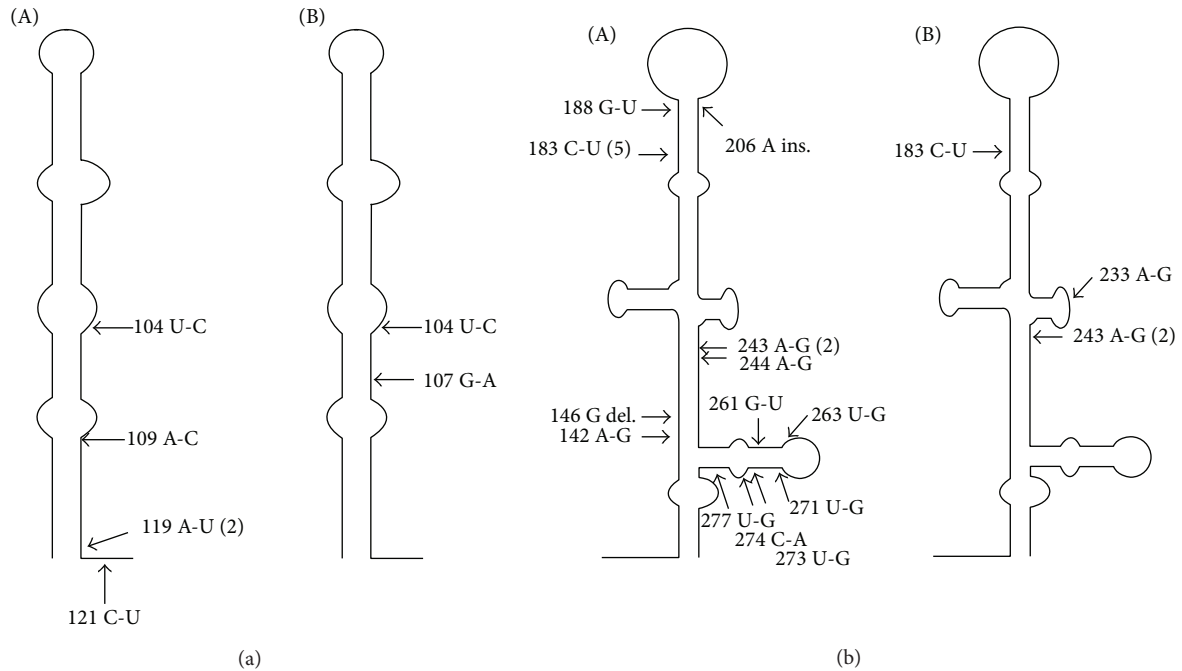 (A)
104 U-C
109 A-C
119 A-U (2)
121 C-U
(B)
104 U-C
107 G-A
(a)
(A)
188 G-U
206 A ins.
183 C-U (5)
243 A-G (2)
244 A-G
261 G-U
146 G del.
263 U-G
142 A-G
277 U-G
271 U-G
274 C-A
273 U-G
(B)
183 C-U
233 A-G
243 A-G (2)
(b)